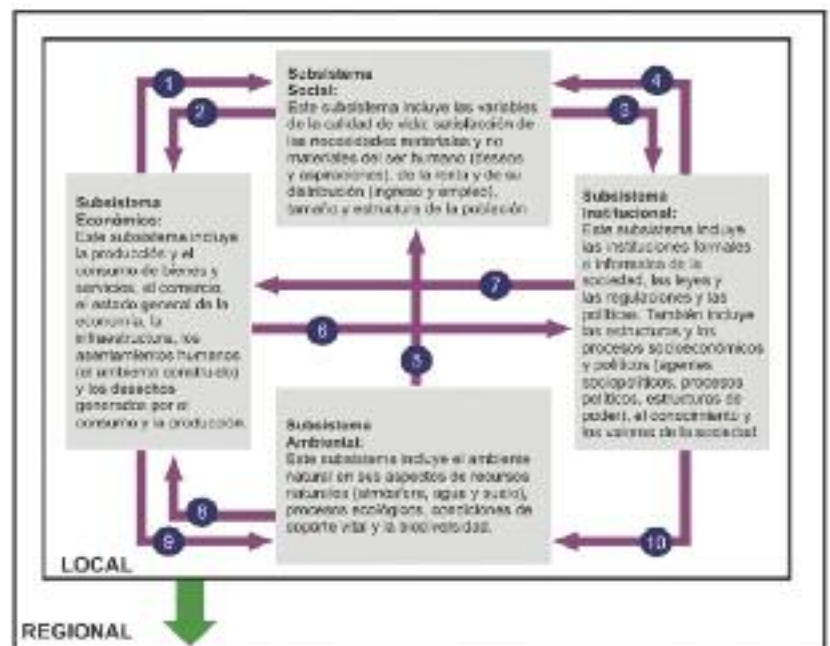 1
4
2
3
Subsistema
Social:
Este subsistema incluye las variables
de la calidad de vida: satisfacción de
las necesidades materiales y no
materiales del ser humano (deseos
y aspiraciones), de la renta y de su
distribución (ingreso y empleo),
tamaño y estructura de la población
Subsistema
Económico:
Este subsistema incluye
la producción y el
consumo de bienes y
servicios, el comercio,
el estado general de la
economía, la
infraestructura, los
asentamientos humanos
(el ambiente construido)
y los desechos
generados por el
consumo y la producción.
Subsistema
Institucional:
Este subsistema incluye
las instituciones formales
e informales de la
sociedad, las leyes y
las regulaciones y las
políticas. También incluye
las estructuras y los
procesos socioeconómicos
y políticos (agentes
sociopolíticos, procesos
políticos, estructuras de
poder), el conocimiento y
los valores de la sociedad
7
6
5
Subsistema
Ambiental:
Este subsistema incluye el ambiente
natural en sus aspectos de recursos
naturales (atmósfera, agua y suelo),
procesos ecológicos, condiciones de
soporte vital y la biodiversidad.
8
9
10
LOCAL
REGIONAL